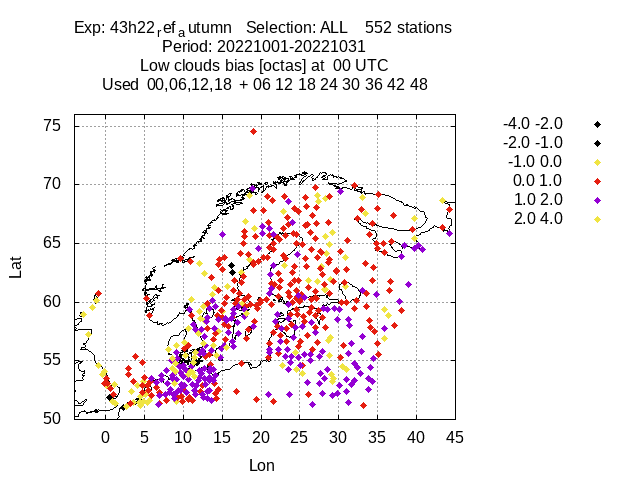 Exp: 43h22ref_autumn Selection: ALL 552 stations
Period: 20221001-20221031
Low clouds bias [octas] at 00 UTC
Used 00,06,12,18 + 06 12 18 24 30 36 42 48
-4.0 -2.0
-2.0 -1.0
-1.0 0.0
0.0 1.0
1.0 2.0
2.0 4.0
Lat
75
70
65
60
55
50
0 5 10 15 20 25 30 35 40 45
Lon